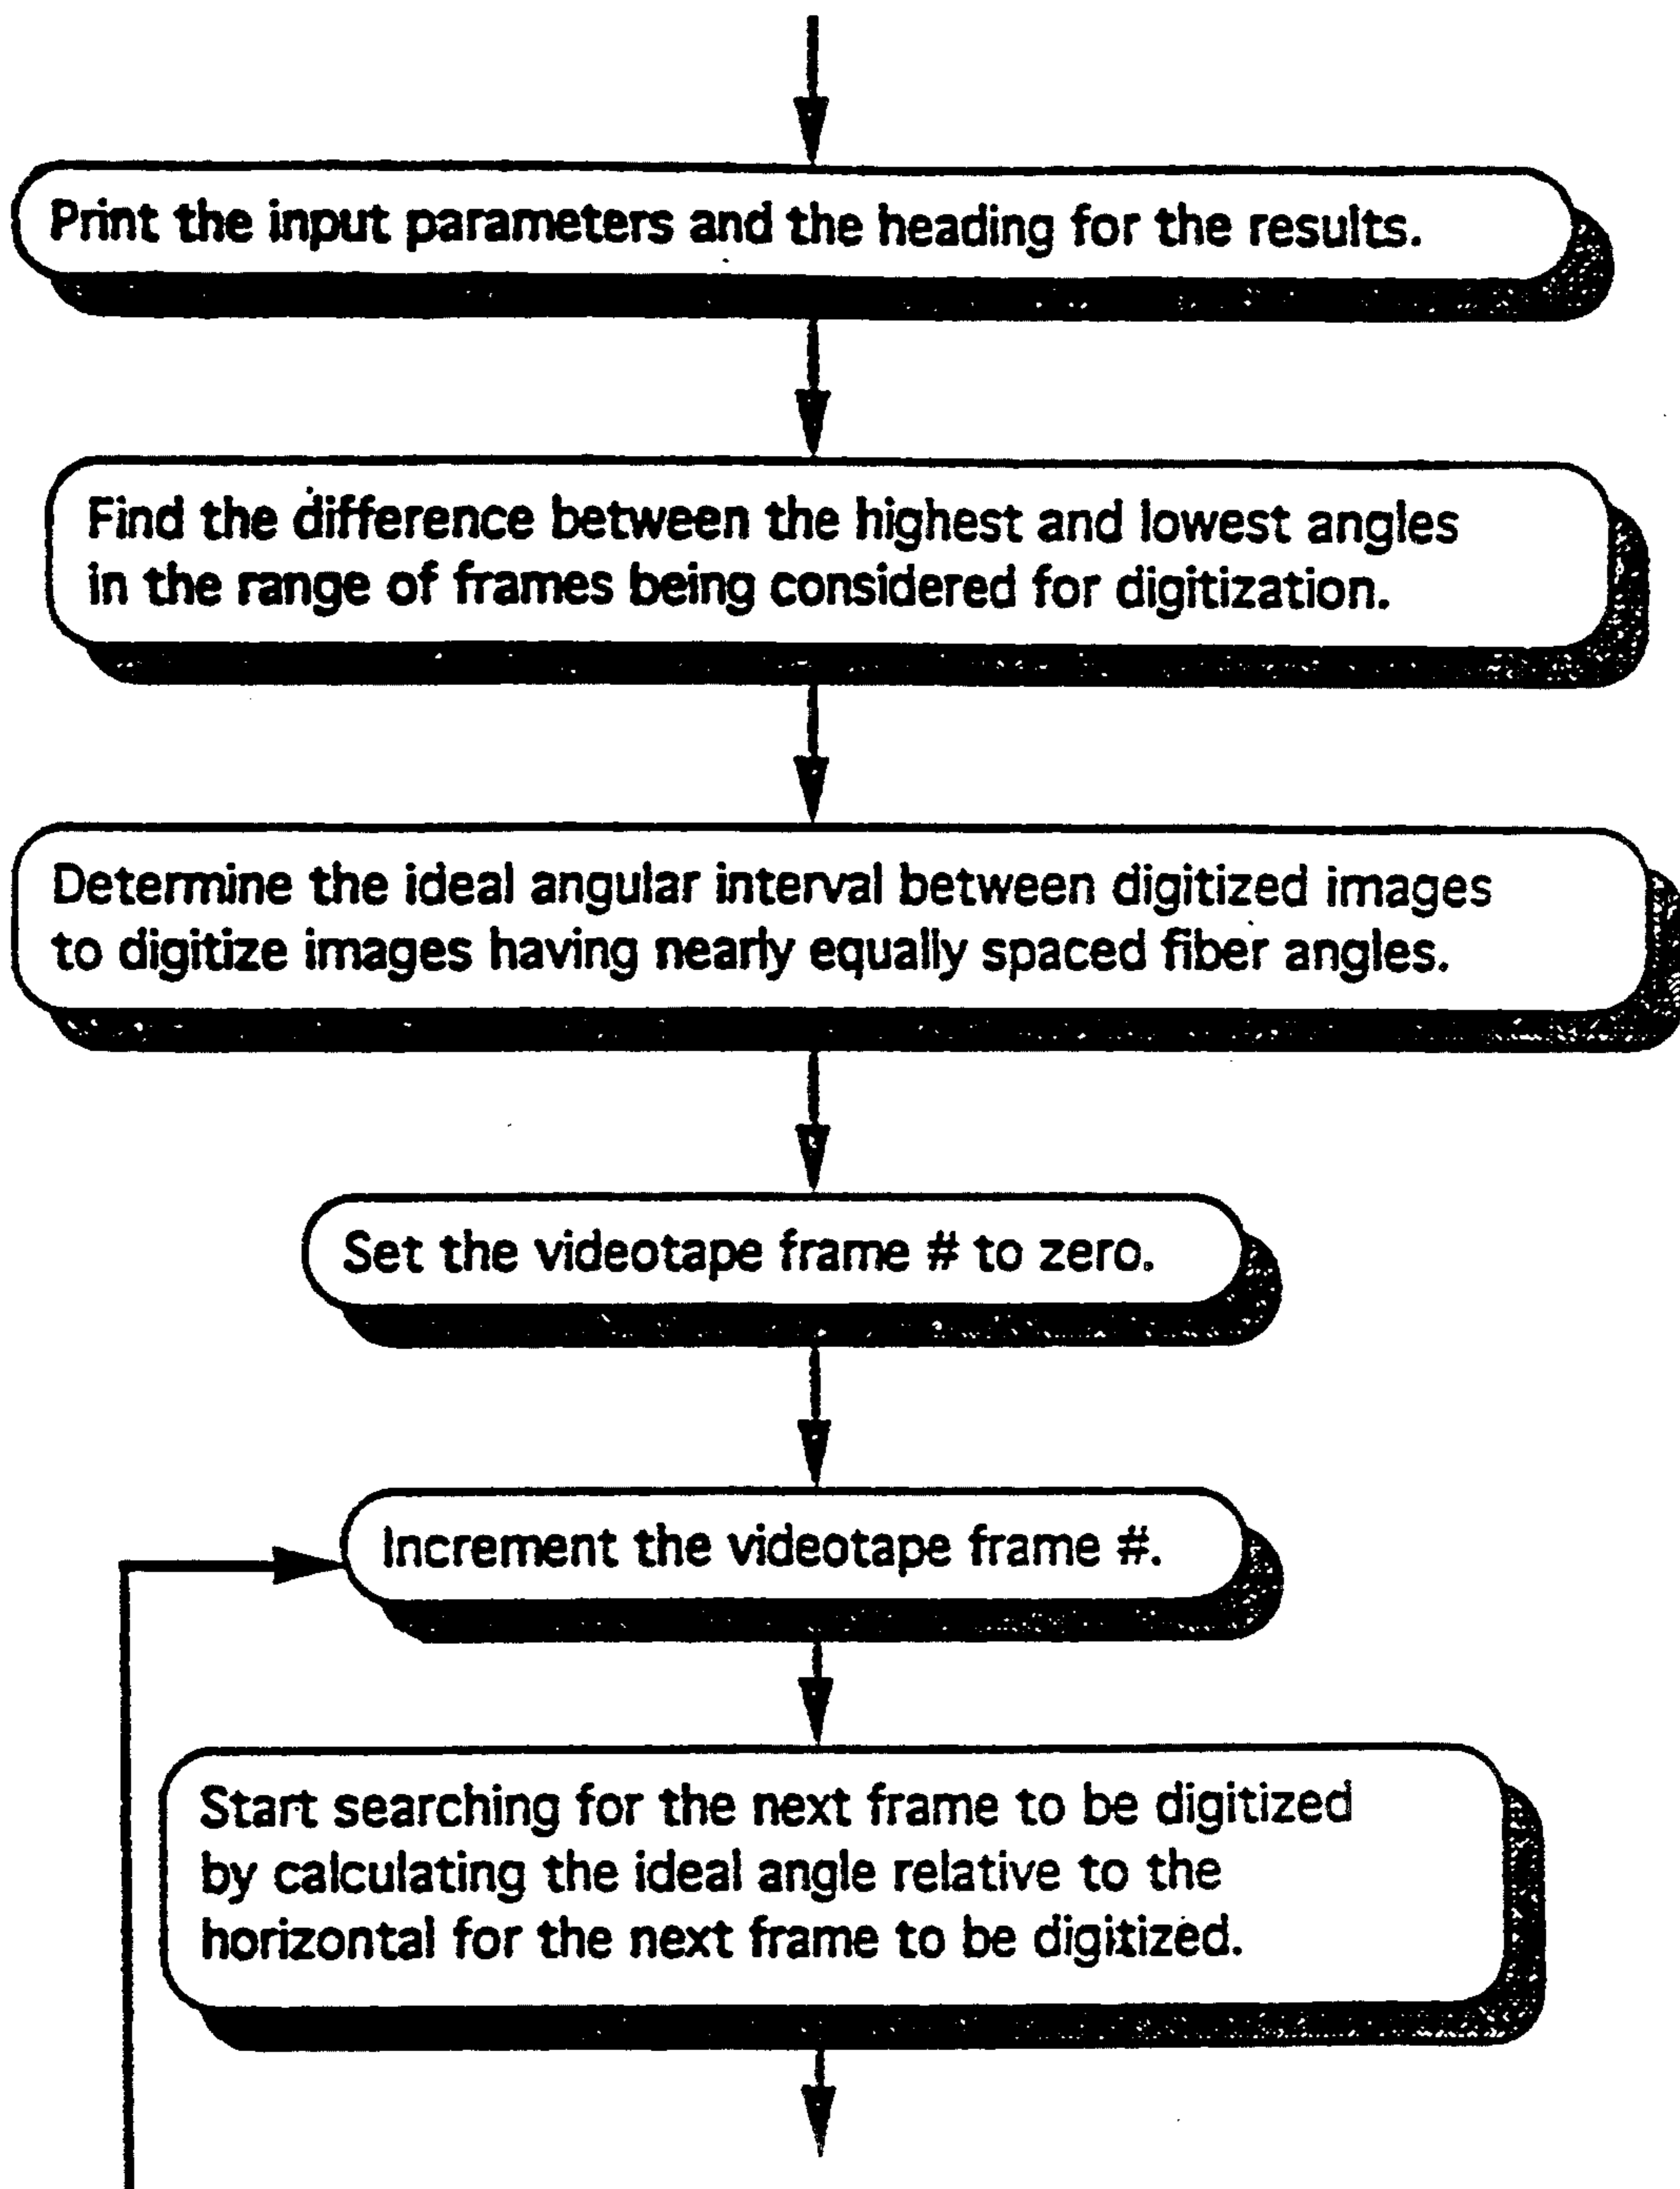 Print the input parameters and the heading for the results.
Find the difference between the highest and lowest angles
in the range of frames being considered for digitization.
Determine the ideal angular interval between digitized images
to digitize images having nearly equally spaced fiber angles.
Set the videotape frame # to zero.
Increment the videotape frame #.
Start searching for the next frame to be digitized
by calculating the ideal angle relative to the
horizontal for the next frame to be digitized.